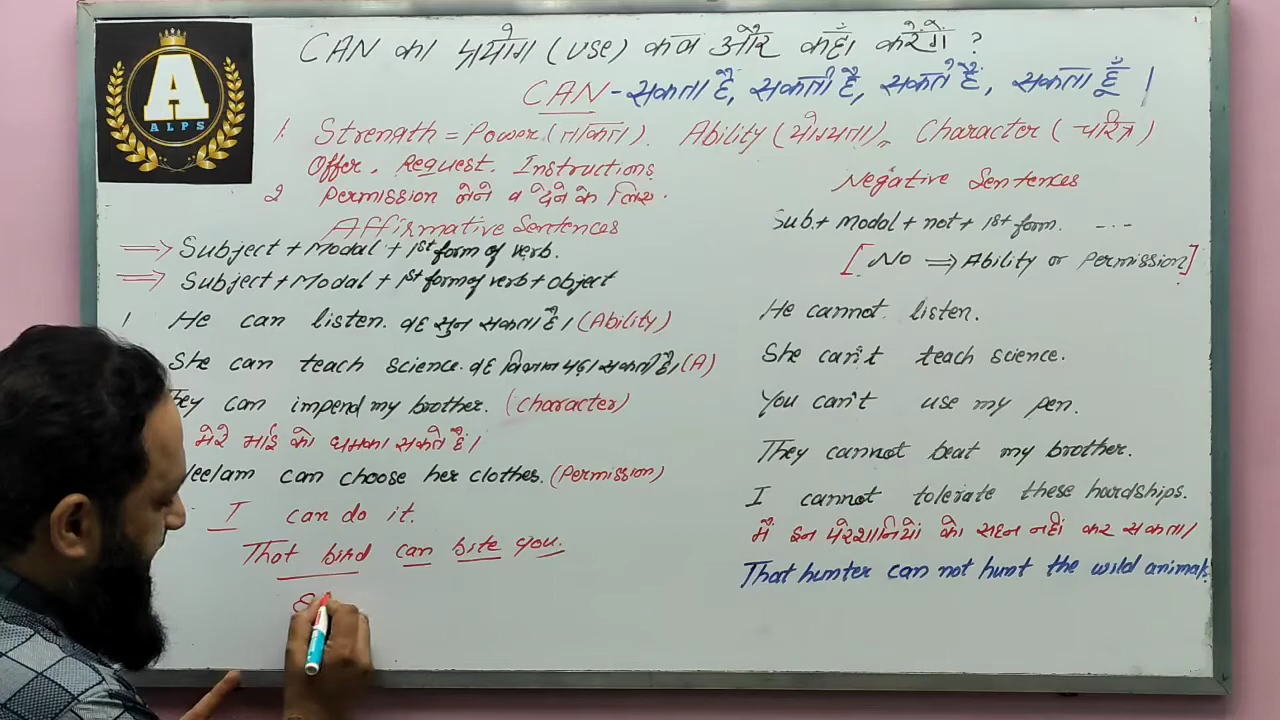 CAN का प्रयोग (USE) कब और कहाँ करेंगे ?
A
ALPS
CAN - सकता है, सकती है, सकते हैं, सकता हूँ ।
1. Strength = Power. (ताकत). Ability (योग्यता), Character (चरित्र)
Offer, Request. Instructions
2 Permission लेने व देने के लिए.
Affirmative Sentences
⇒ Subject + Modal + 1st form of verb.
⇒ Subject + Modal + 1st form of verb + object
1 He can listen. वह सुन सकता है। (Ability)
She can teach science. वह विज्ञान पढ़ा सकती है। (A)
They can impend my brother. (Character)
मेरे भाई को धमका सकते हैं।
eelam can choose her clothes. (Permission)
I can do it.
That bird can bite you.
Negative Sentences
Sub. + Modal + not + 1st form. ....
[ No ⇒ Ability or Permission]
He cannot listen.
She can't teach science.
You can't use my pen.
They cannot beat my brother.
I cannot tolerate these hardships.
मैं इन परेशानियों को सहन नहीं कर सकता।
That hunter can not hunt the wild animals